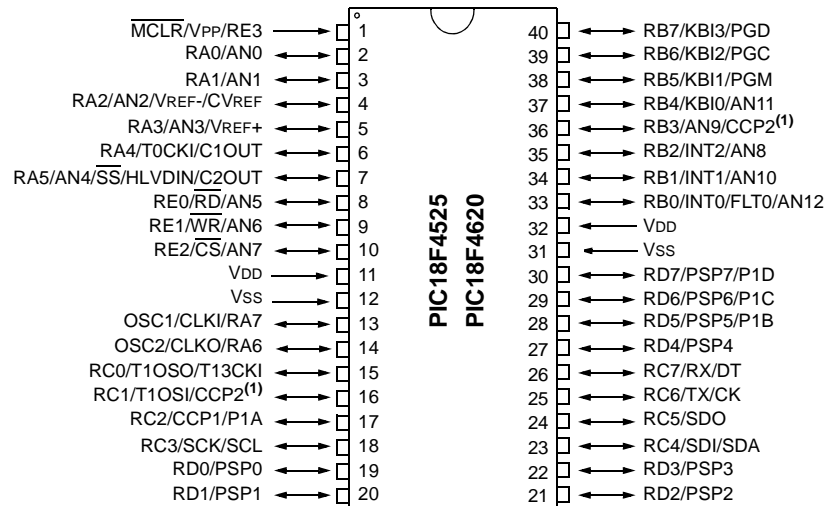 MCLR/VPP/RE3 1 40 RB7/KBI3/PGD
RA0/AN0 2 39 RB6/KBI2/PGC
RA1/AN1 3 38 RB5/KBI1/PGM
RA2/AN2/VREF-/CVREF 4 37 RB4/KBI0/AN11
RA3/AN3/VREF+ 5 36 RB3/AN9/CCP2(1)
RA4/T0CKI/C1OUT 6 35 RB2/INT2/AN8
RA5/AN4/SS/HLVDIN/C2OUT 7 34 RB1/INT1/AN10
RE0/RD/AN5 8 33 RB0/INT0/FLT0/AN12
RE1/WR/AN6 9 32 VDD
RE2/CS/AN7 10 31 VSS
VDD 11 30 RD7/PSP7/P1D
VSS 12 29 RD6/PSP6/P1C
OSC1/CLKI/RA7 13 28 RD5/PSP5/P1B
OSC2/CLKO/RA6 14 27 RD4/PSP4
RC0/T1OSO/T13CKI 15 26 RC7/RX/DT
RC1/T1OSI/CCP2(1) 16 25 RC6/TX/CK
RC2/CCP1/P1A 17 24 RC5/SDO
RC3/SCK/SCL 18 23 RC4/SDI/SDA
RD0/PSP0 19 22 RD3/PSP3
RD1/PSP1 20 21 RD2/PSP2
PIC18F4525
PIC18F4620